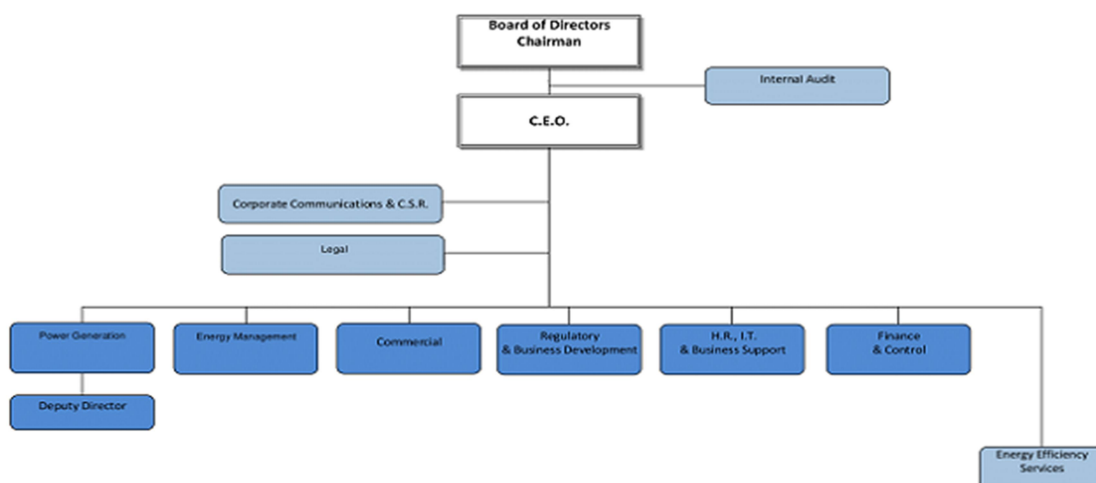 Board of Directors
Chairman
Internal Audit
C.E.O.
Corporate Communications & C.S.R.
Legal
Power Generation
Energy Management
Commercial
Regulatory
& Business Development
H.R., I.T.
& Business Support
Finance
& Control
Deputy Director
Energy Efficiency
Services